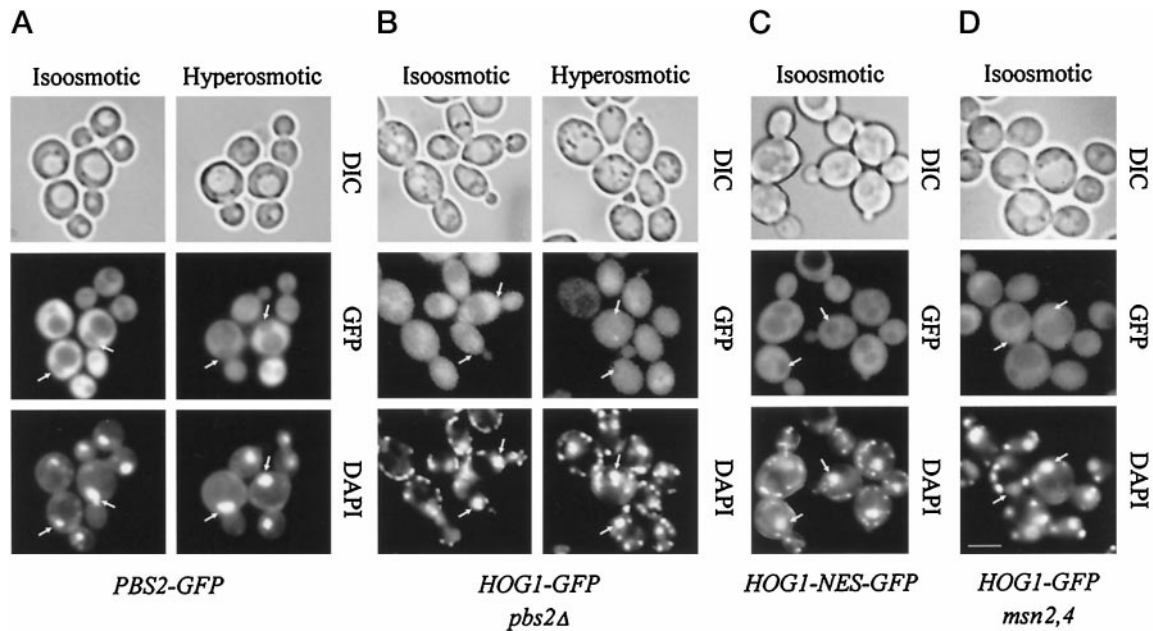 A
B
C
D
Isoosmotic Hyperosmotic
Isoosmotic Hyperosmotic
Isoosmotic
Isoosmotic
DIC
DIC
DIC
DIC
GFP
GFP
GFP
GFP
DAPI
DAPI
DAPI
DAPI
PBS2-GFP
HOG1-GFP
pbs2Δ
HOG1-NES-GFP
HOG1-GFP
msn2,4